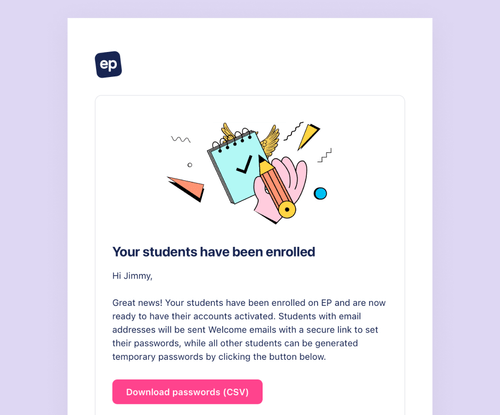 ep
Your students have been enrolled
Hi Jimmy,
Great news! Your students have been enrolled on EP and are now
ready to have their accounts activated. Students with email
addresses will be sent Welcome emails with a secure link to set
their passwords, while all other students can be generated
temporary passwords by clicking the button below.
Download passwords (CSV)